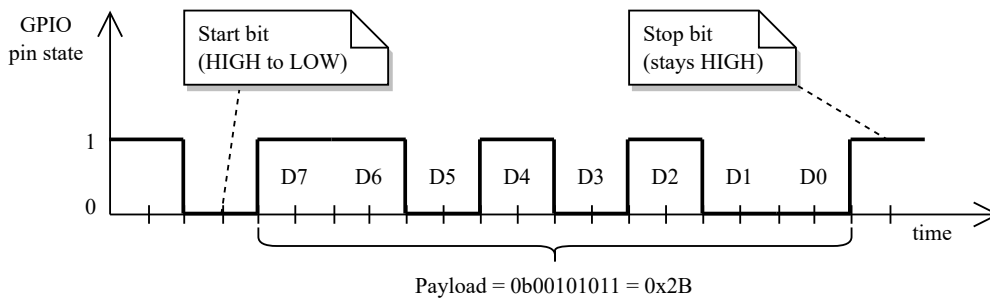 GPIO
pin state
Start bit
(HIGH to LOW)
Stop bit
(stays HIGH)
1
D7 D6 D5 D4 D3 D2 D1 D0
0
time
Payload = 0b00101011 = 0x2B